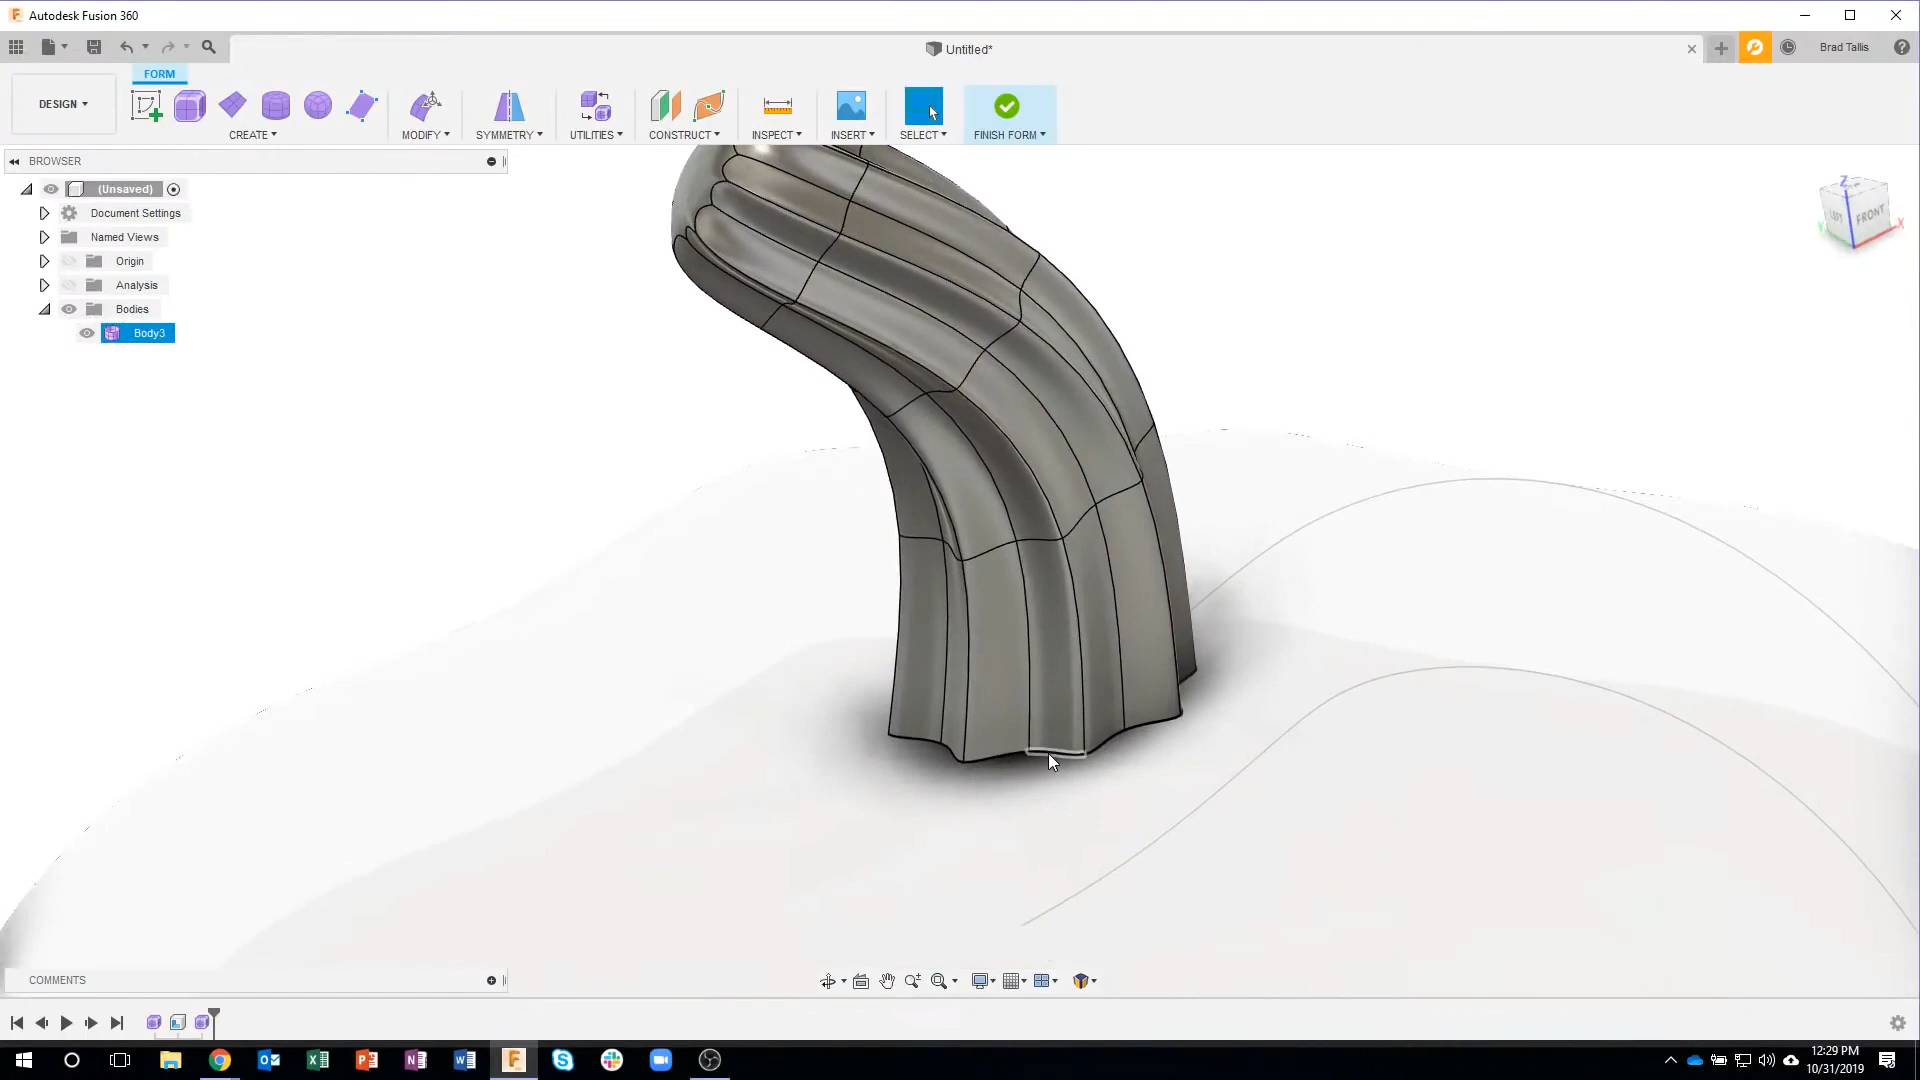 Autodesk Fusion 360
Untitled*
Brad Tallis
FORM
DESIGN
CREATE
MODIFY
SYMMETRY
UTILITIES
CONSTRUCT
INSPECT
INSERT
SELECT
FINISH FORM
BROWSER
(Unsaved)
Document Settings
Named Views
Origin
Analysis
Bodies
Body3
Z
LEFT
FRONT
X
Y
COMMENTS
12:29 PM
10/31/2019